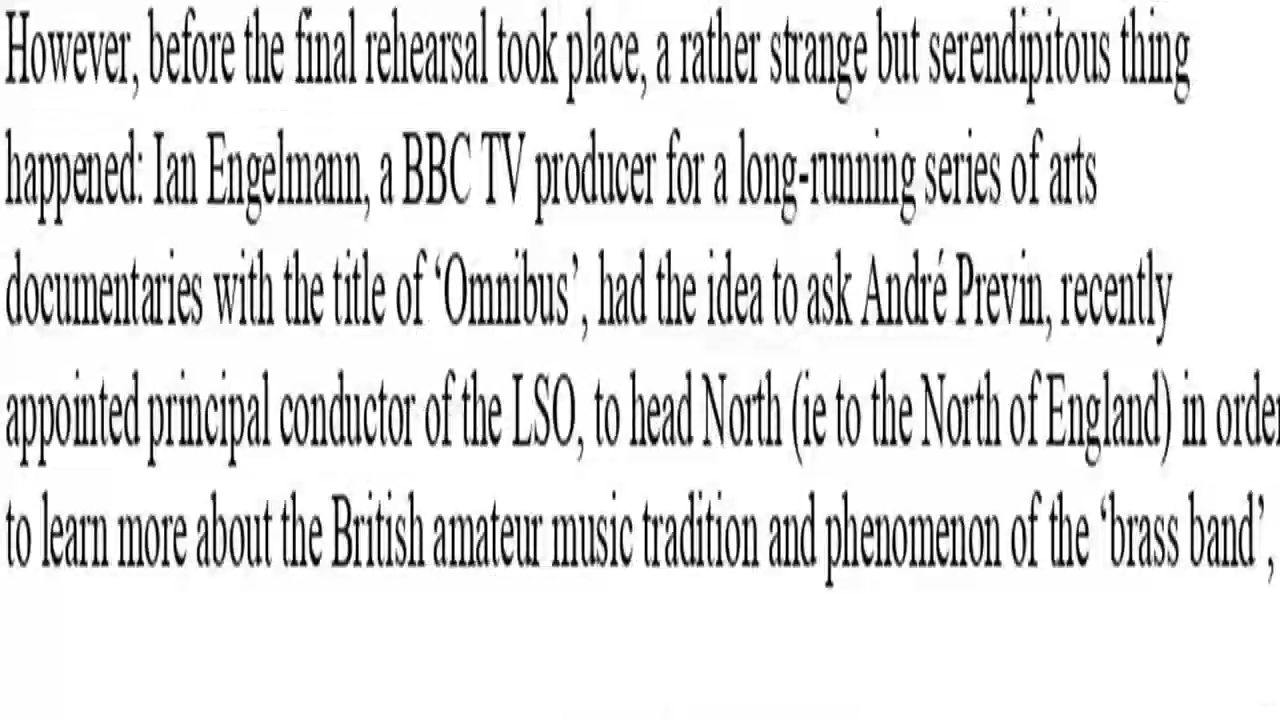 However, before the final rehearsal took place, a rather strange but serendipitous thing
happened: Ian Engelmann, a BBC TV producer for a long-running series of arts
documentaries with the title of ‘Omnibus’, had the idea to ask André Previn, recently
appointed principal conductor of the LSO, to head North (ie to the North of England) in order
to learn more about the British amateur music tradition and phenomenon of the ‘brass band’,